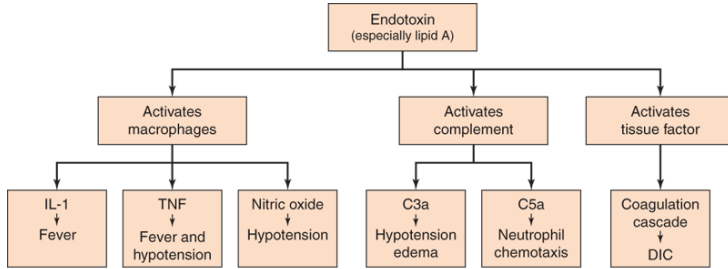 Endotoxin
(especially lipid A)
Activates
macrophages
Activates
complement
Activates
tissue factor
IL-1
Fever
TNF
Fever and
hypotension
Nitric oxide
Hypotension
C3a
Hypotension
edema
C5a
Neutrophil
chemotaxis
Coagulation
cascade
DIC